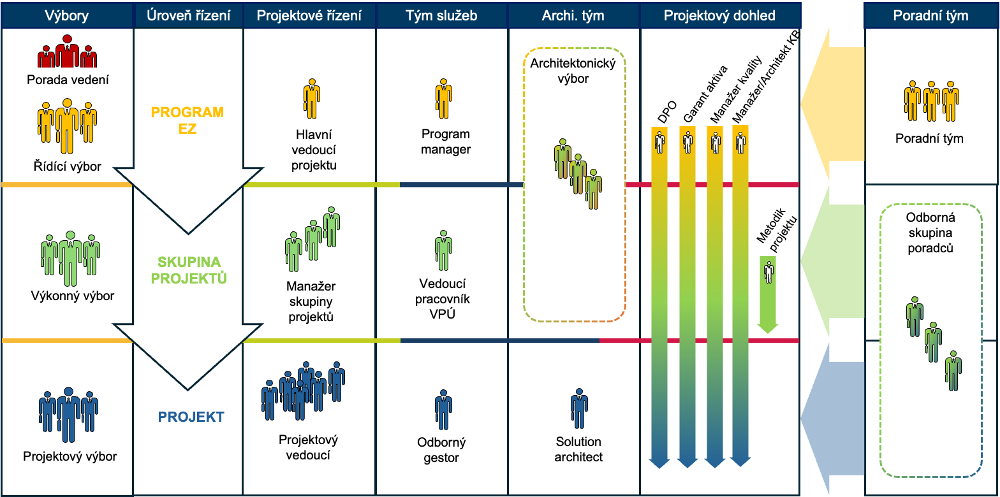 Výbory
Úroveň řízení
Projektové řízení
Tým služeb
Archi. tým
Projektový dohled
Poradní tým
Porada vedení
Řídící výbor
PROGRAM
EZ
Hlavní
vedoucí
projektu
Program
manager
Architektonický
výbor
DPO
Garant aktiva
Manažer kvality
Manažer/Architekt KB
Poradní tým
Výkonný výbor
SKUPINA
PROJEKTŮ
Manažer
skupiny
projektů
Vedoucí
pracovník
VPÚ
Metodik
projektu
Odborná
skupina
poradců
Projektový výbor
PROJEKT
Projektový
vedoucí
Odborný
gestor
Solution
architect